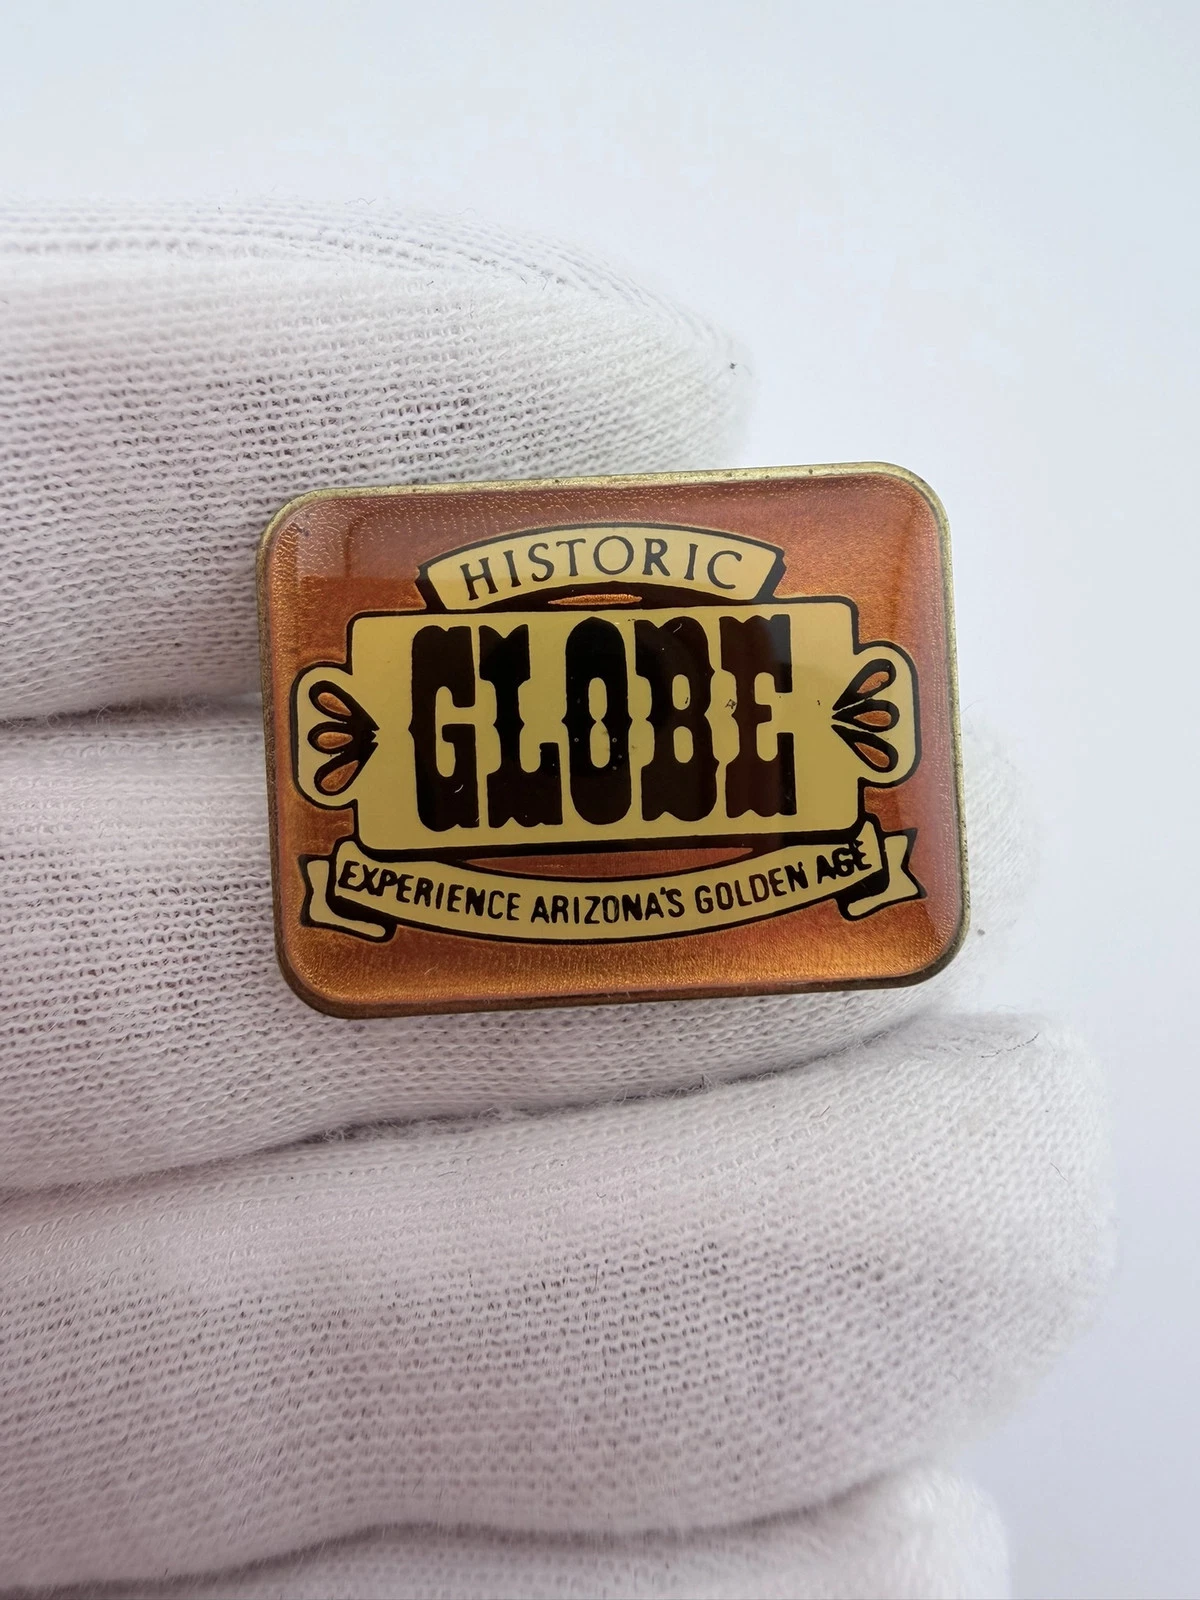 HISTORIC
GLOBE
EXPERIENCE ARIZONA'S GOLDEN AGE